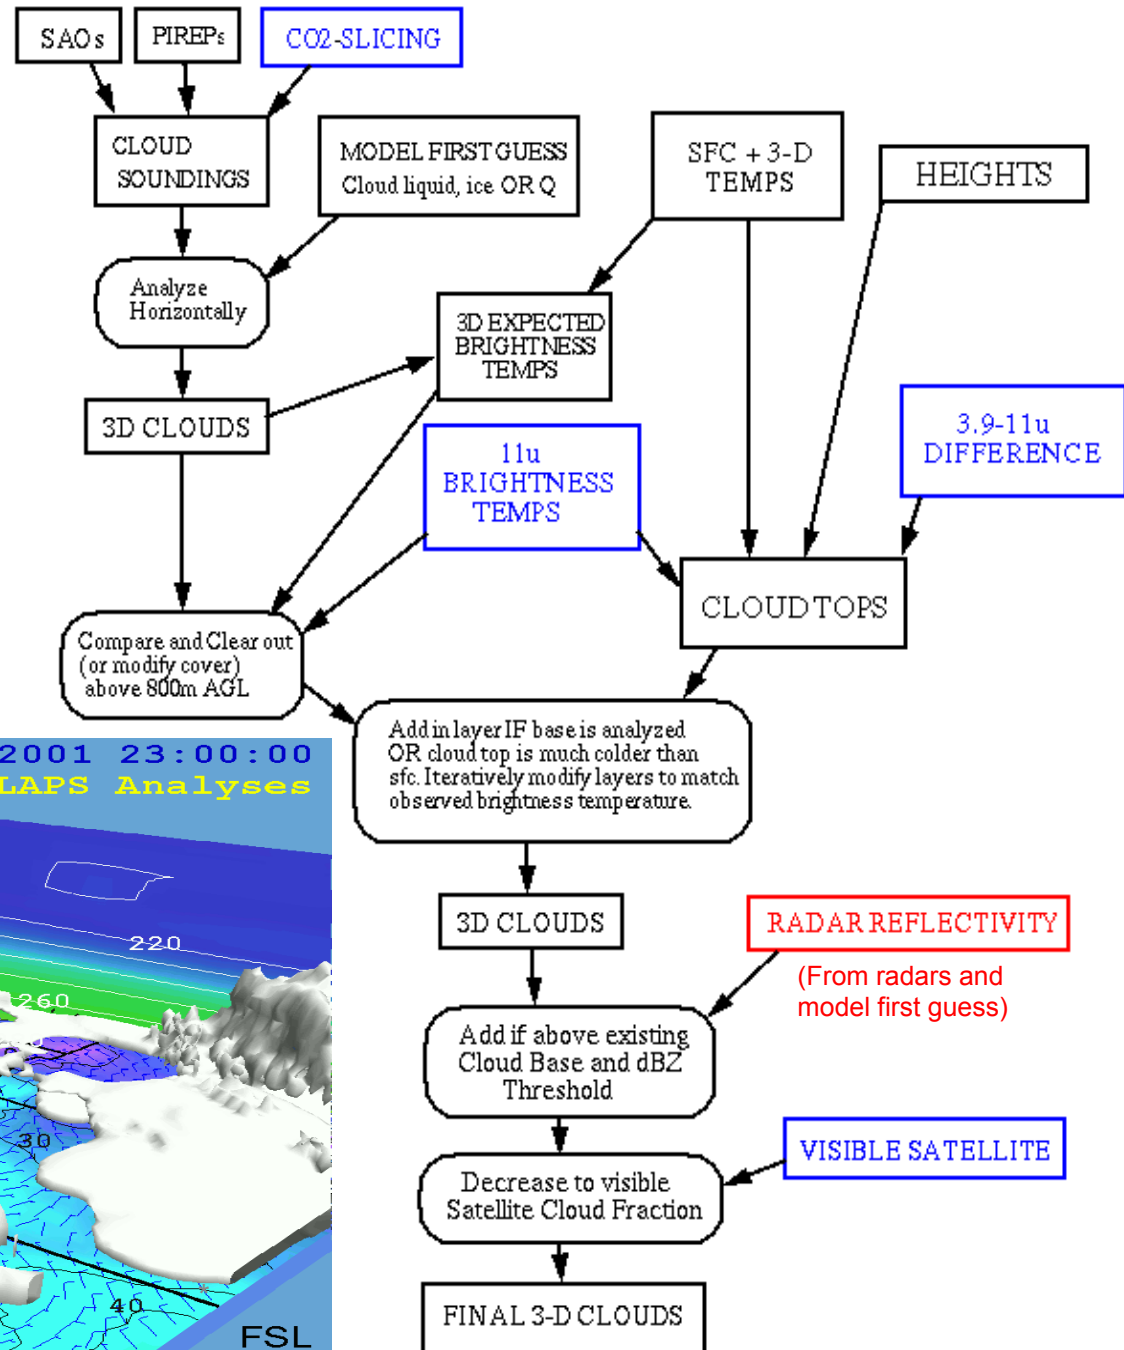 SAOs
PIREPs
CO2-SLICING
CLOUD
SOUNDINGS
MODEL FIRST GUESS
Cloud liquid, ice OR Q
SFC + 3-D
TEMPS
HEIGHTS
Analyze
Horizontally
3D EXPECTED
BRIGHTNESS
TEMPS
3D CLOUDS
11u
BRIGHTNESS
TEMPS
3.9-11u
DIFFERENCE
CLOUD TOPS
Compare and Clear out
(or modify cover)
above 800m AGL
Add in layer IF base is analyzed
OR cloud top is much colder than
sfc. Iteratively modify layers to match
observed brightness temperature.
2001 23:00:00
LAPS Analyses
220
260
30
40
FSL
3D CLOUDS
RADAR REFLECTIVITY
(From radars and
model first guess)
Add if above existing
Cloud Base and dBZ
Threshold
VISIBLE SATELLITE
Decrease to visible
Satellite Cloud Fraction
FINAL 3-D CLOUDS